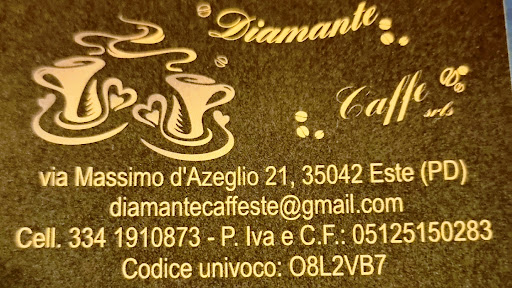 Diamante
Caffe srls
via Massimo d'Azeglio 21, 35042 Este (PD)
diamantecaffeste@gmail.com
Cell. 334 1910873 - P. Iva e C.F.: 05125150283
Codice univoco: O8L2VB7